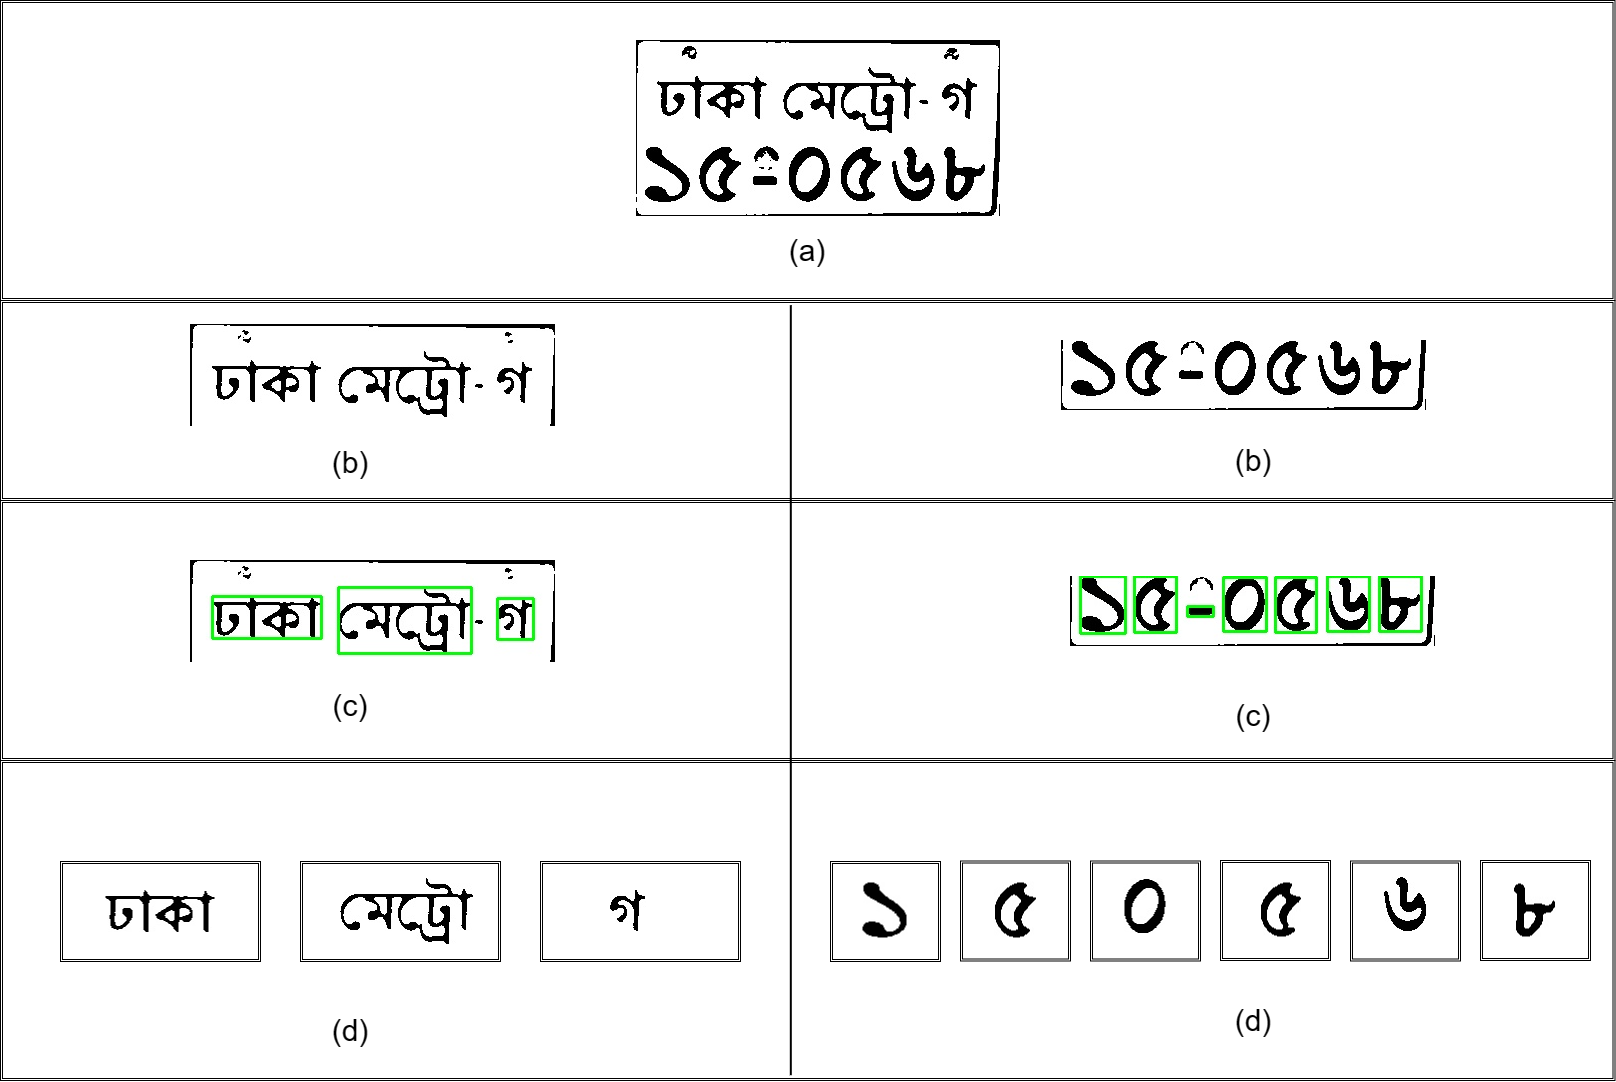 ঢাকা মেট্রো- গ
১৫-০৫৬৮
(a)
ঢাকা মেট্রো- গ
(b)
১৫-০৫৬৮
(b)
ঢাকা মেট্রো- গ
(c)
১৫-০৫৬৮
(c)
ঢাকা মেট্রো গ
(d)
১ ৫ ০ ৫ ৬ ৮
(d)